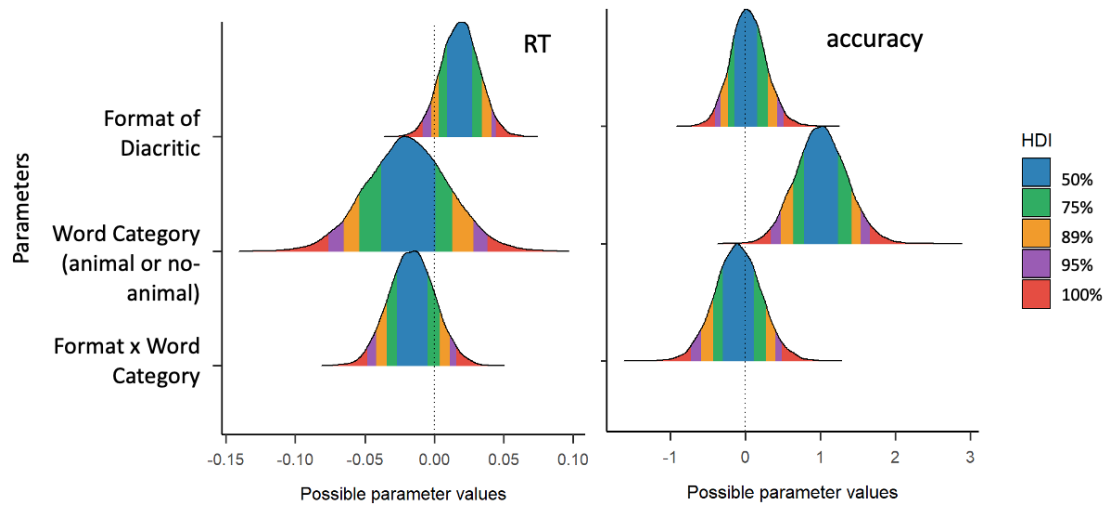 RT
accuracy
Parameters
Format of
Diacritic
Word Category
(animal or no-
animal)
Format x Word
Category
-0.15 -0.10 -0.05 0.00 0.05 0.10
Possible parameter values
-1 0 1 2 3
Possible parameter values
HDI
50%
75%
89%
95%
100%